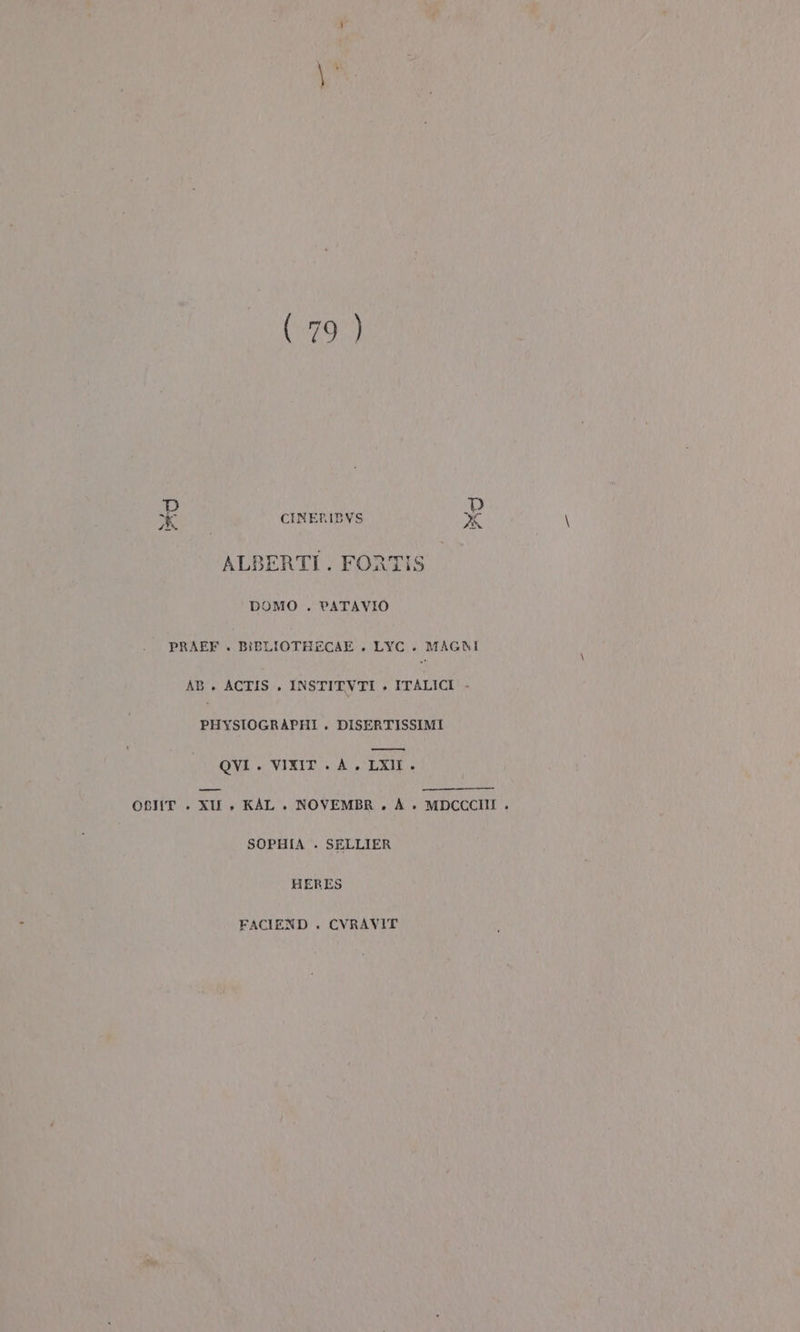 ( 79 )
☧ CINERIBVS ☧
ALBERTI . FORTIS
DOMO . PATAVIO
PRAEF . BIBLIOTHECAE . LYC . MAGNI
AB . ACTIS . INSTITVTI . ITALICI .
PHYSIOGRAPHI . DISERTISSIMI
QVI . VIXIT . A . LXII .
OBIIT . XII . KAL . NOVEMBR . A . MDCCCIII .
SOPHIA . SELLIER
HERES
FACIEND . CVRAVIT